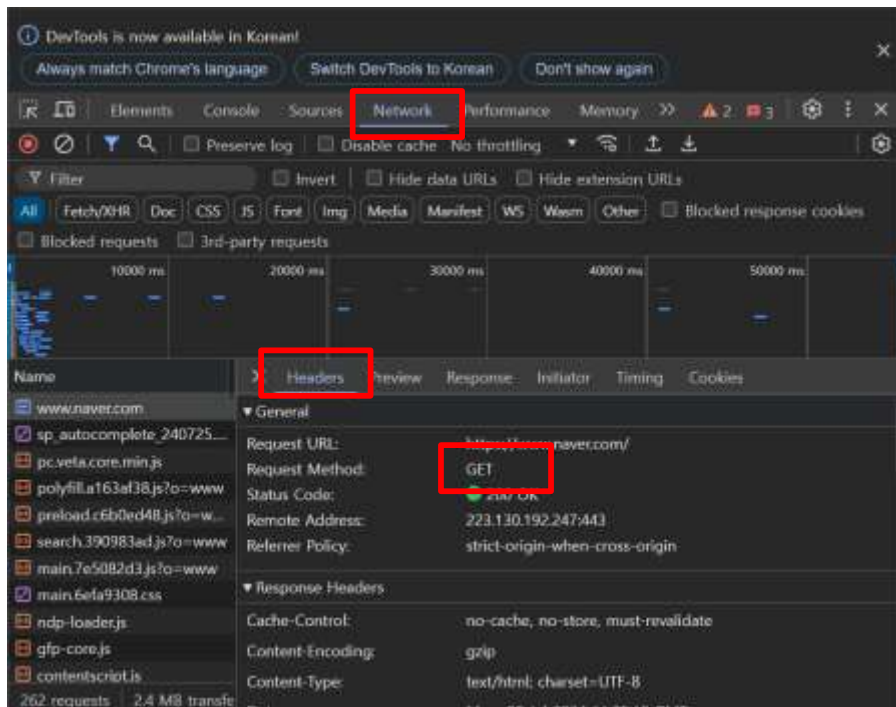 DevTools is now available in Korean!
Always match Chrome's language Switch DevTools to Korean Don't show again
Elements Console Sources Network Performance Memory 2 3
Preserve log Disable cache No throttling
Filter Invert Hide data URLs Hide extension URLs
All Fetch/XHR Doc CSS JS Font Img Media Manifest WS Wasm Other Blocked response cookies
Blocked requests 3rd-party requests
10000 ms 20000 ms 30000 ms 40000 ms 50000 ms
Name Headers Preview Response Initiator Timing Cookies
www.naver.com
sp_autocomplete_240725....
pc.veta.core.min.js
polyfill.a163af38.js?o=www
preload.c6b0ed48.js?o=w...
search.390983ad.js?o=www
main.7e5082d3.js?o=www
main.6efa9308.css
ndp-loader.js
gfp-core.js
contentscript.js
262 requests 2.4 MB transfe
General
Request URL: https://www.naver.com/
Request Method: GET
Status Code: 200 OK
Remote Address: 223.130.192.247:443
Referrer Policy: strict-origin-when-cross-origin
Response Headers
Cache-Control: no-cache, no-store, must-revalidate
Content-Encoding: gzip
Content-Type: text/html; charset=UTF-8